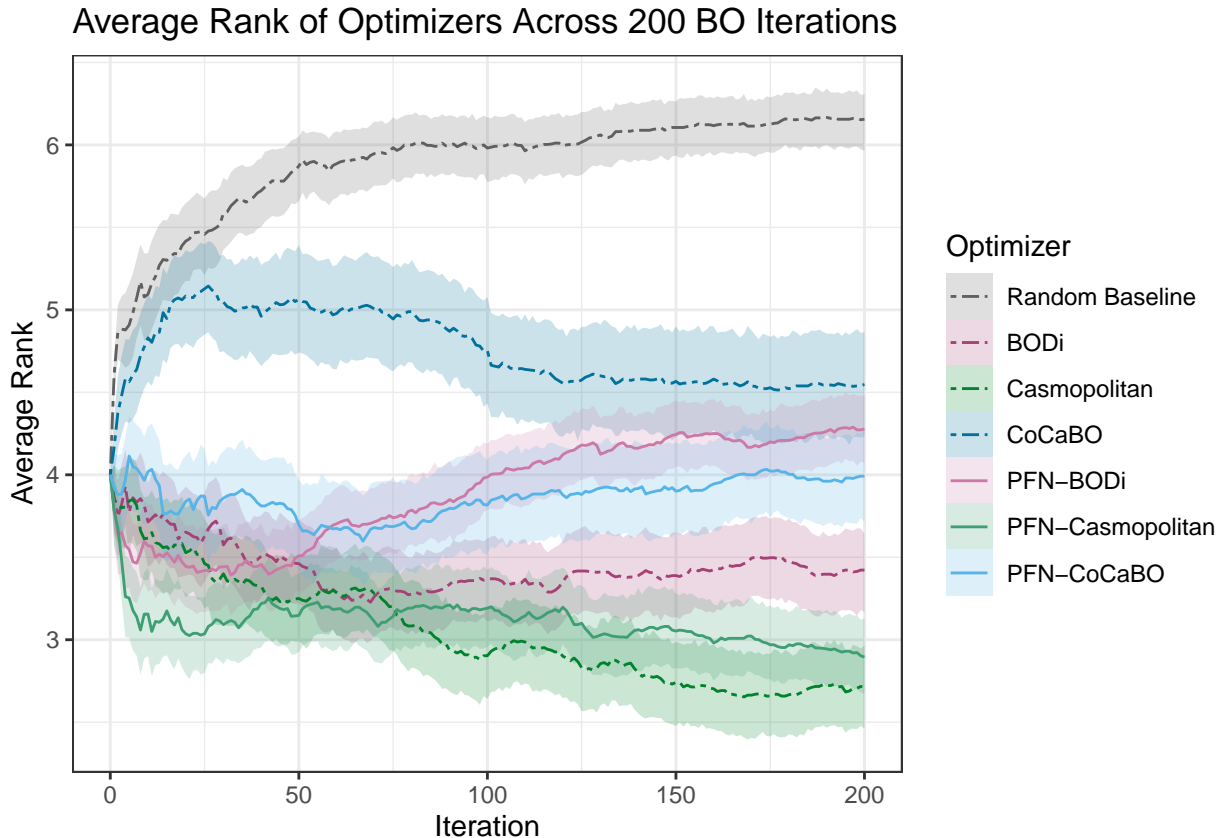 Average Rank of Optimizers Across 200 BO Iterations
Average Rank
6
5
4
3
0
50
100
150
200
Iteration
Optimizer
Random Baseline
BODi
Casmopolitan
CoCaBO
PFN−BODi
PFN−Casmopolitan
PFN−CoCaBO